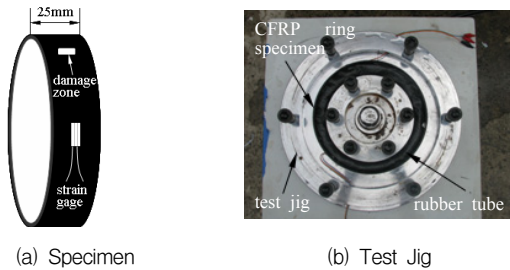 25mm
damage
zone
strain
gage
(a) Specimen
CFRP ring
specimen
test jig
rubber tube
(b) Test Jig